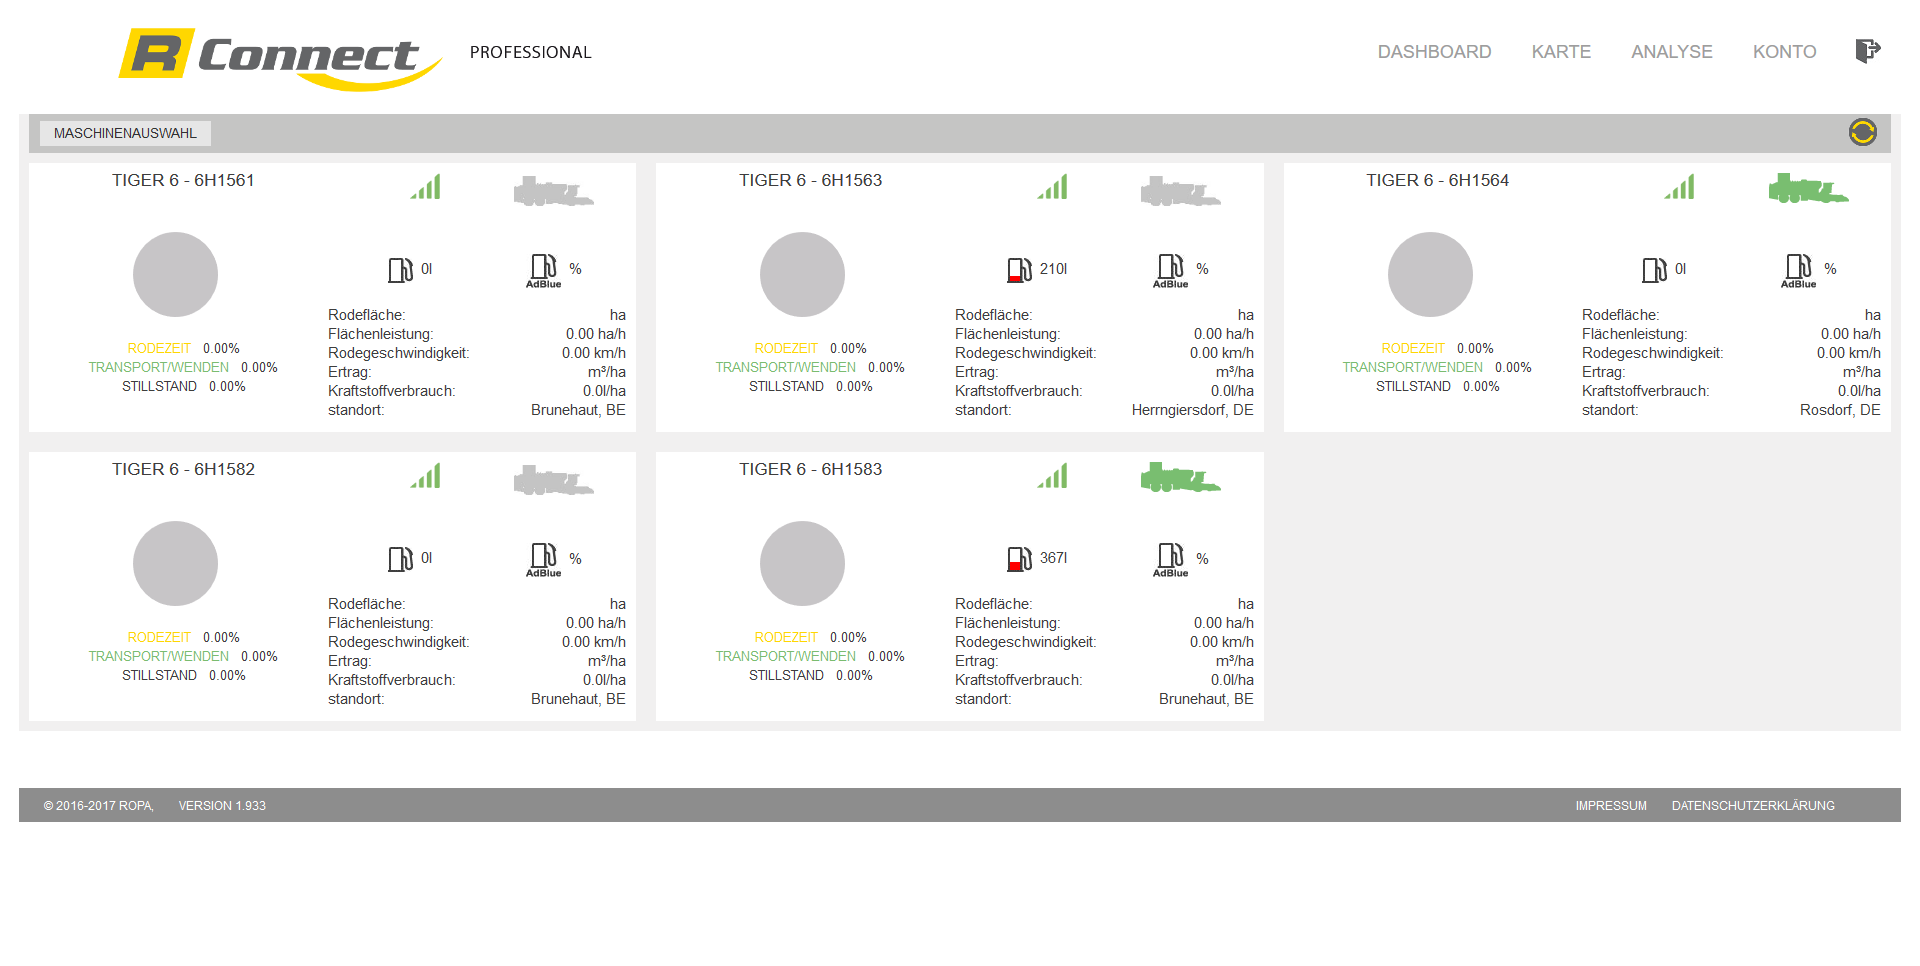 R Connect PROFESSIONAL
DASHBOARD KARTE ANALYSE KONTO
MASCHINENAUSWAHL
TIGER 6 - 6H1561
0l
AdBlue %
RODEZEIT 0.00%
TRANSPORT/WENDEN 0.00%
STILLSTAND 0.00%
Rodefläche: ha
Flächenleistung: 0.00 ha/h
Rodegeschwindigkeit: 0.00 km/h
Ertrag: m³/ha
Kraftstoffverbrauch: 0.0l/ha
standort: Brunehaut, BE
TIGER 6 - 6H1563
210l
AdBlue %
RODEZEIT 0.00%
TRANSPORT/WENDEN 0.00%
STILLSTAND 0.00%
Rodefläche: ha
Flächenleistung: 0.00 ha/h
Rodegeschwindigkeit: 0.00 km/h
Ertrag: m³/ha
Kraftstoffverbrauch: 0.0l/ha
standort: Herrngiersdorf, DE
TIGER 6 - 6H1564
0l
AdBlue %
RODEZEIT 0.00%
TRANSPORT/WENDEN 0.00%
STILLSTAND 0.00%
Rodefläche: ha
Flächenleistung: 0.00 ha/h
Rodegeschwindigkeit: 0.00 km/h
Ertrag: m³/ha
Kraftstoffverbrauch: 0.0l/ha
standort: Rosdorf, DE
TIGER 6 - 6H1582
0l
AdBlue %
RODEZEIT 0.00%
TRANSPORT/WENDEN 0.00%
STILLSTAND 0.00%
Rodefläche: ha
Flächenleistung: 0.00 ha/h
Rodegeschwindigkeit: 0.00 km/h
Ertrag: m³/ha
Kraftstoffverbrauch: 0.0l/ha
standort: Brunehaut, BE
TIGER 6 - 6H1583
367l
AdBlue %
RODEZEIT 0.00%
TRANSPORT/WENDEN 0.00%
STILLSTAND 0.00%
Rodefläche: ha
Flächenleistung: 0.00 ha/h
Rodegeschwindigkeit: 0.00 km/h
Ertrag: m³/ha
Kraftstoffverbrauch: 0.0l/ha
standort: Brunehaut, BE
© 2016-2017 ROPA, VERSION 1.933 IMPRESSUM DATENSCHUTZERKLÄRUNG